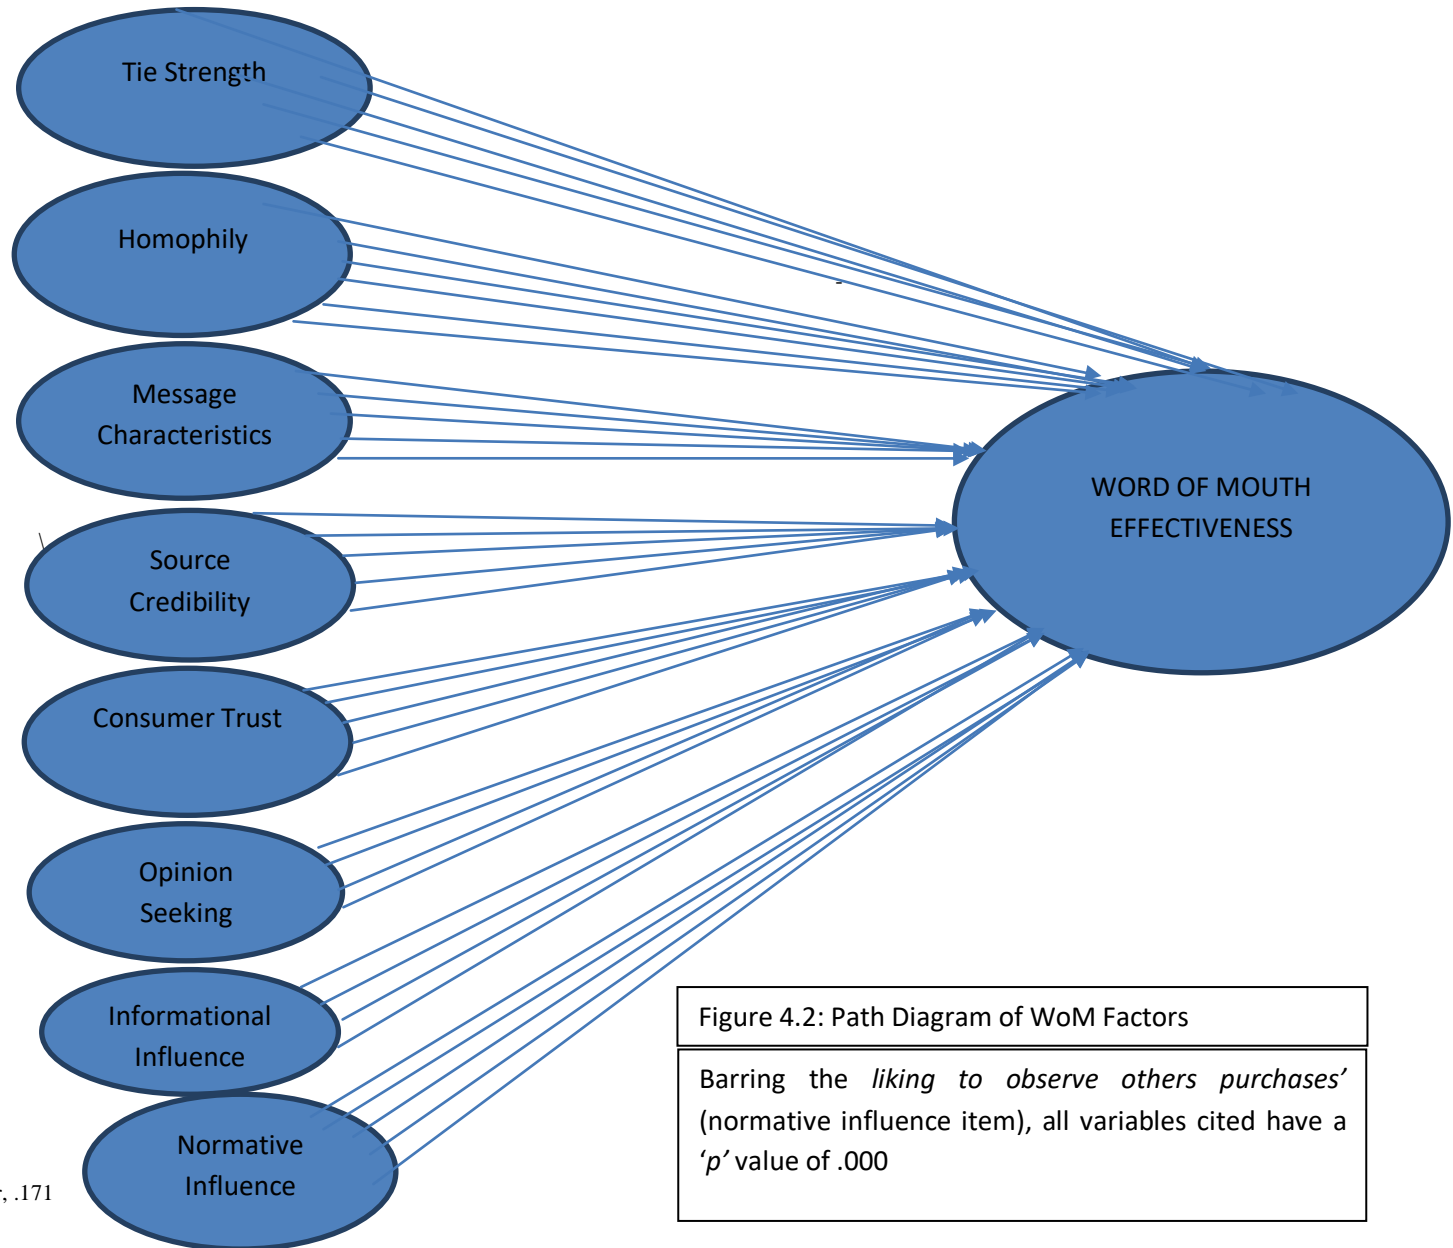 Tie Strength
Homophily
Message
Characteristics
WORD OF MOUTH
EFFECTIVENESS
Source
Credibility
Consumer Trust
Opinion
Seeking
Informational
Influence
Normative
Influence
, .171
Figure 4.2: Path Diagram of WoM Factors
Barring the liking to observe others purchases’
(normative influence item), all variables cited have a
‘p’ value of .000